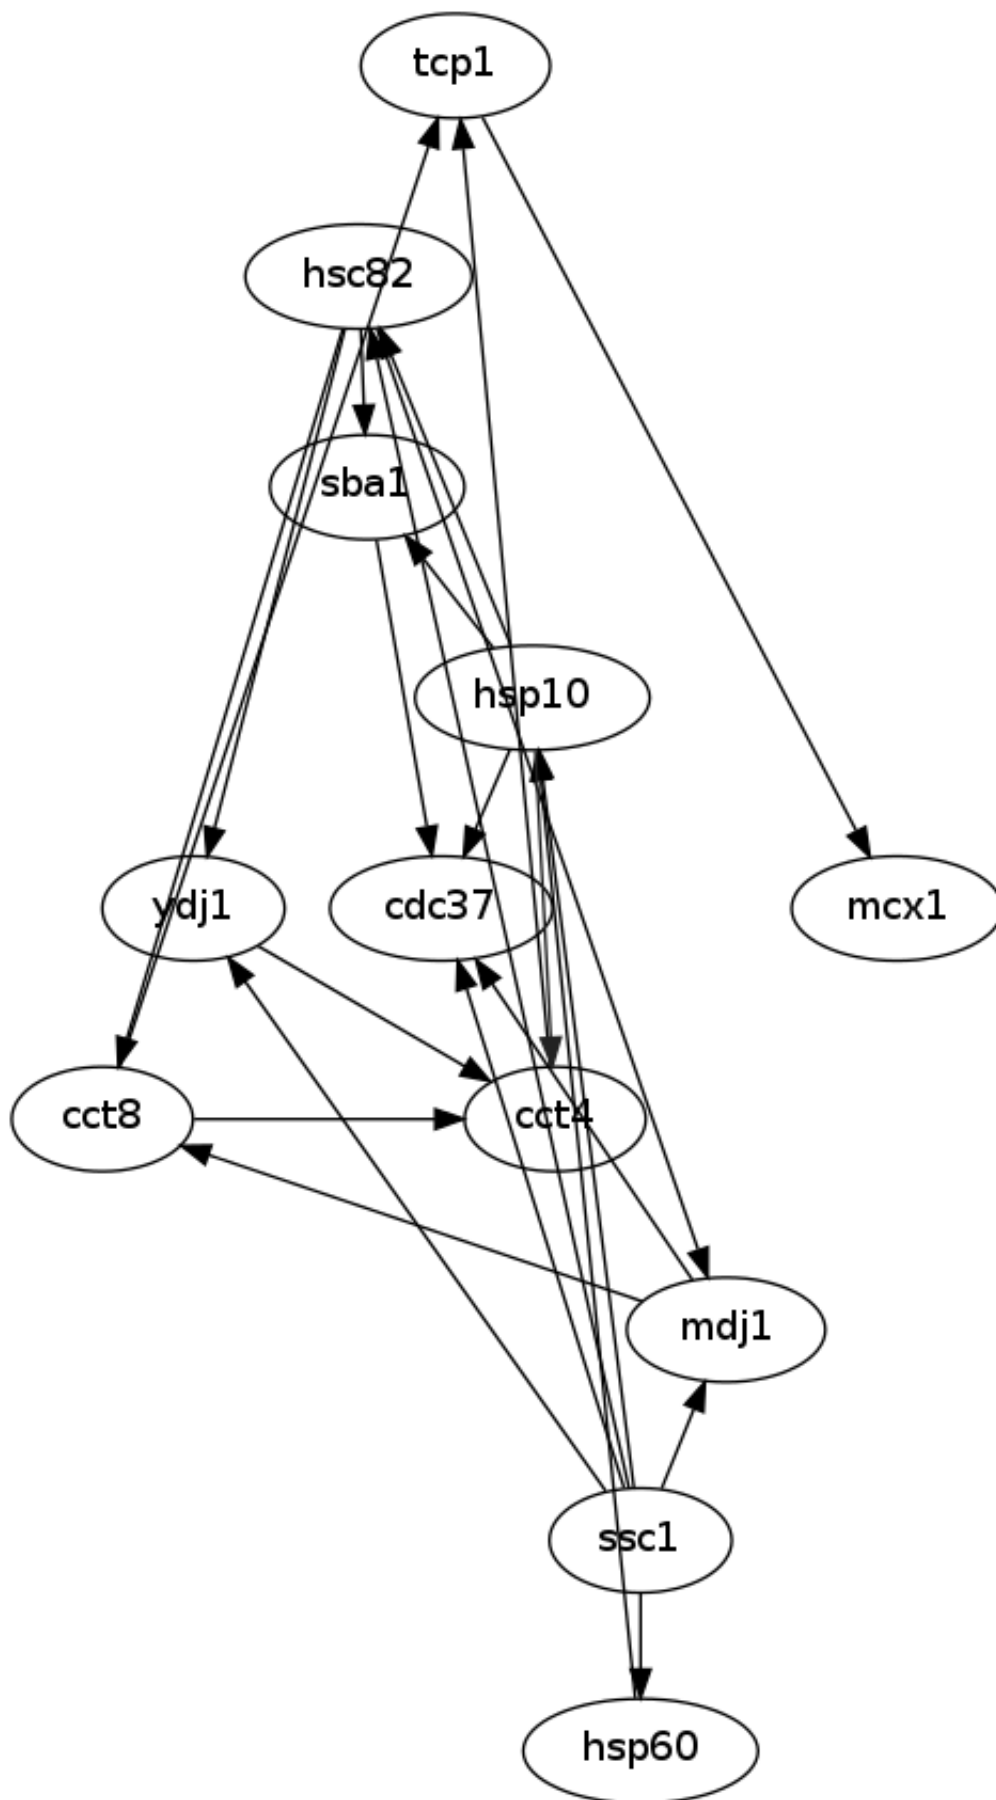 tcp1
hsc82
sba1
hsp10
ydj1
cdc37
mcx1
cct8
cct4
mdj1
ssc1
hsp60